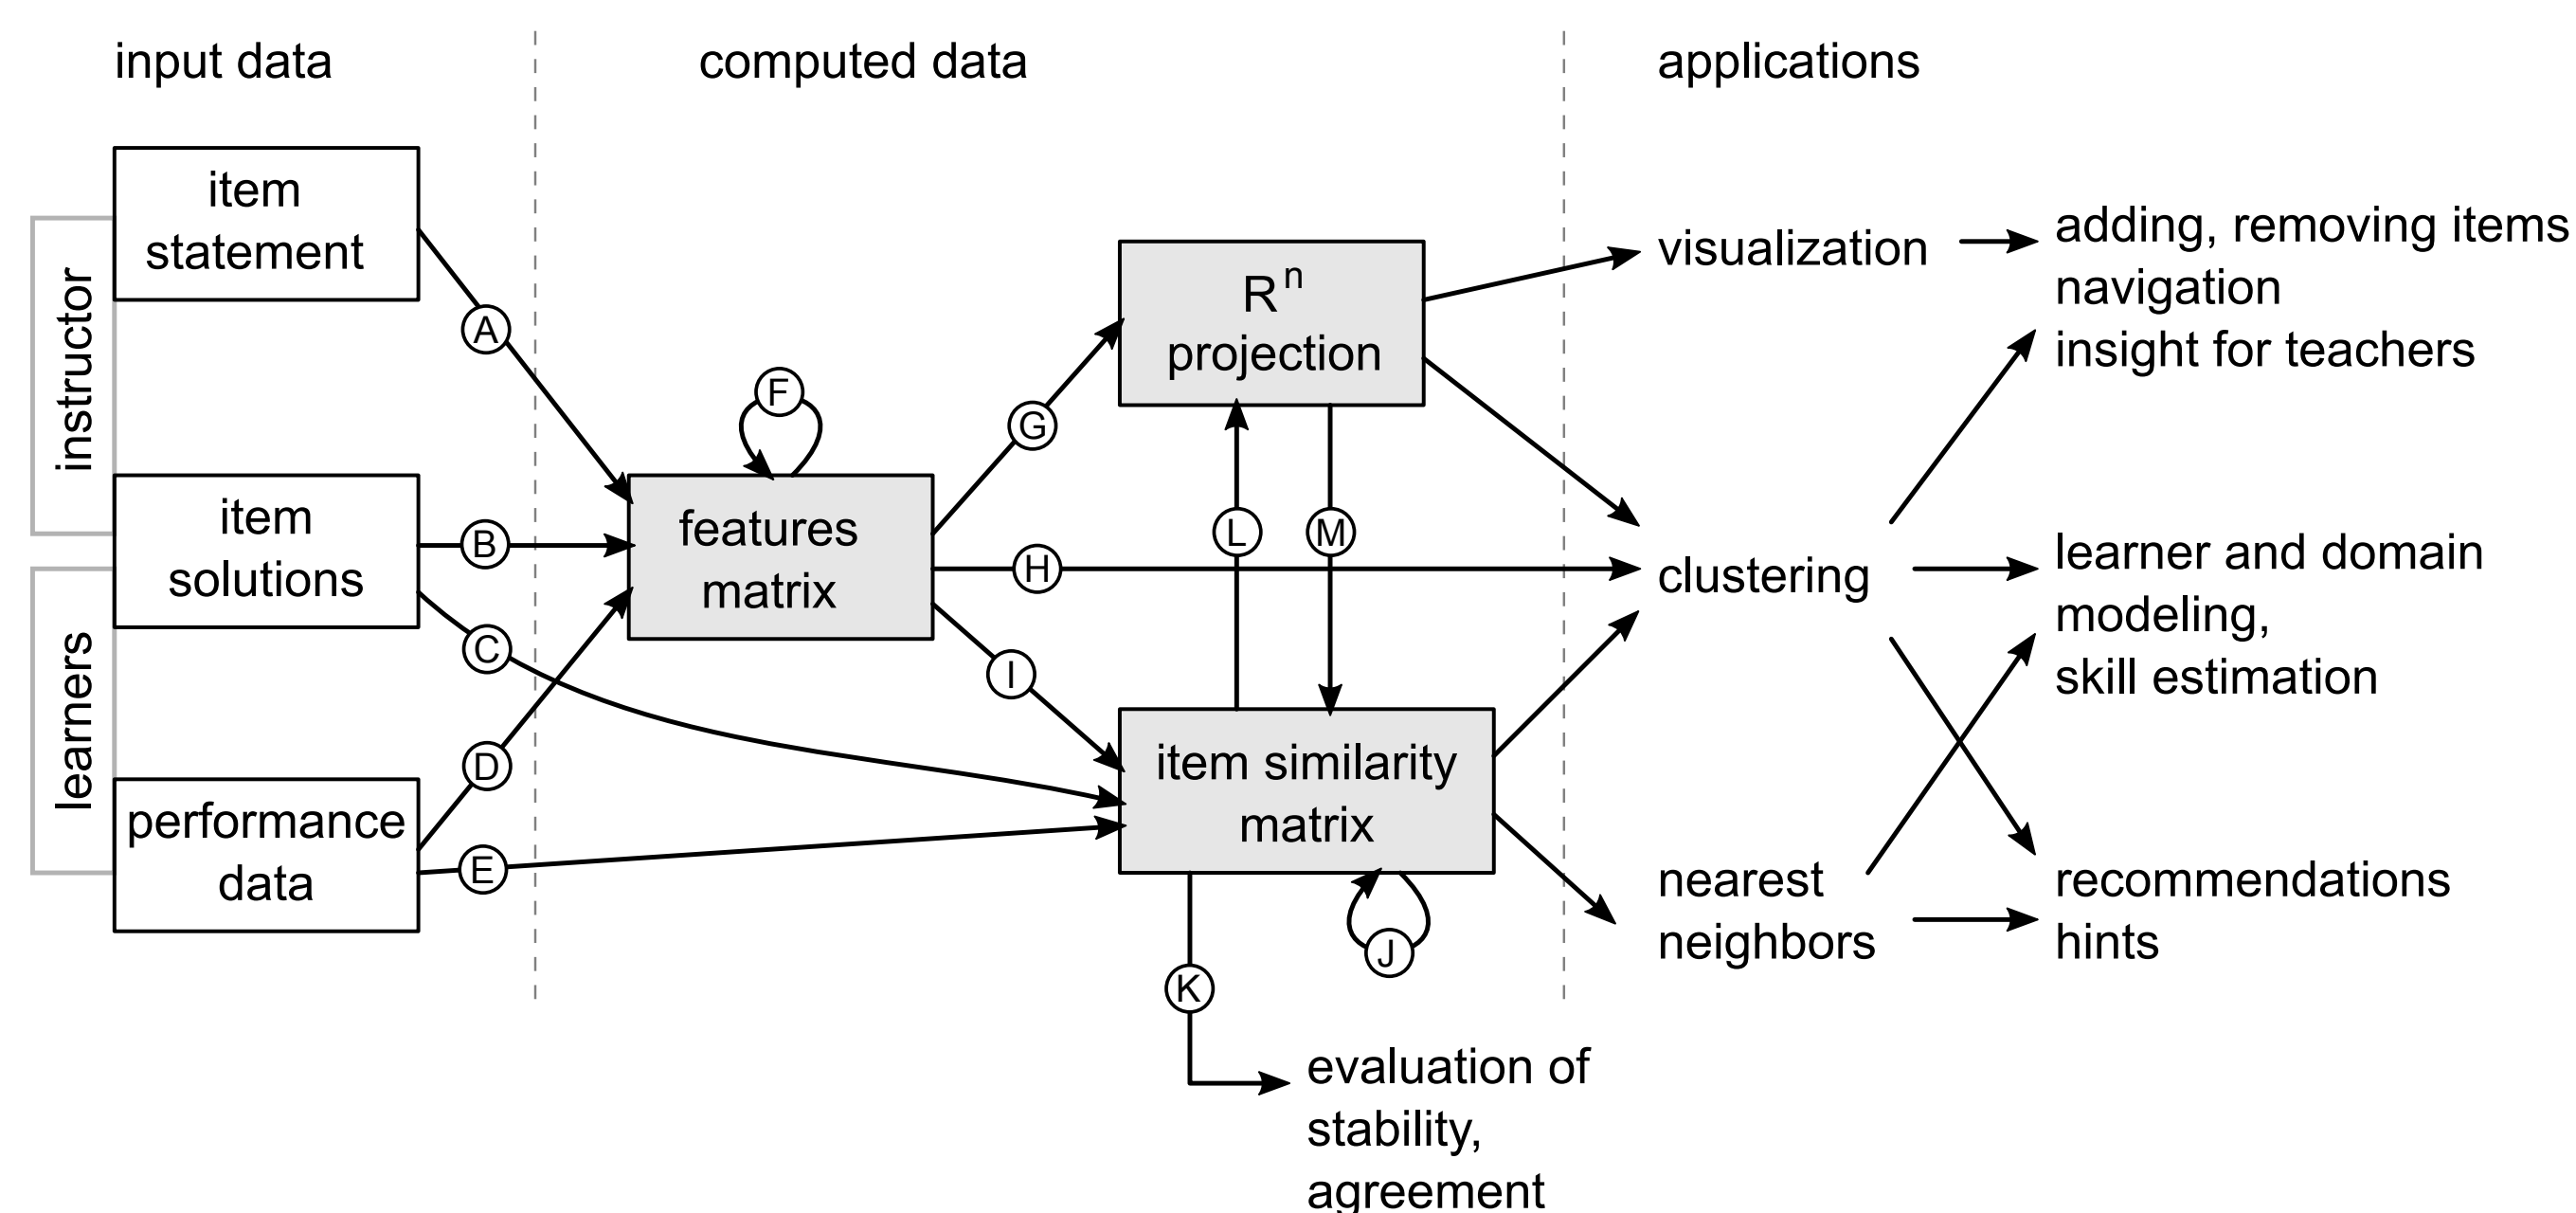 input data
computed data
applications
instructor
learners
item
statement
item
solutions
performance
data
A
B
C
D
E
F
features
matrix
G
H
I
R^n
projection
L
M
item similarity
matrix
J
K
evaluation of
stability,
agreement
visualization
clustering
nearest
neighbors
adding, removing items
navigation
insight for teachers
learner and domain
modeling,
skill estimation
recommendations
hints